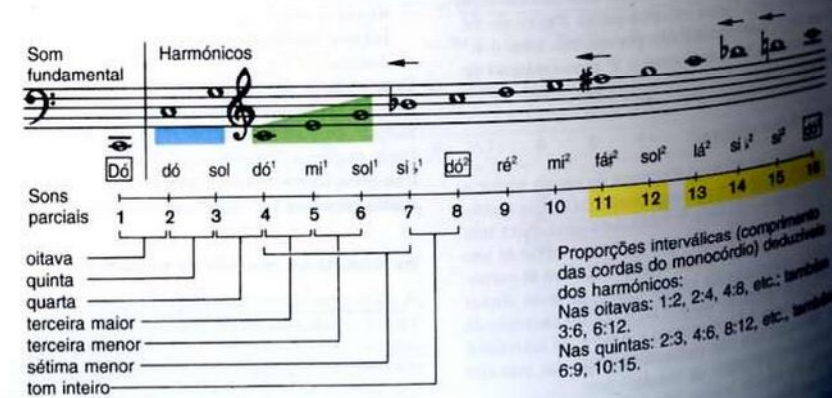 Som
fundamental
Harmónicos
Dó dó sol dó¹ mi¹ sol¹ si♭¹ dó² ré² mi² fá♯² sol² lá² si♭² si² dó³
Sons
parciais
1 2 3 4 5 6 7 8 9 10 11 12 13 14 15 16
oitava
quinta
quarta
terceira maior
terceira menor
sétima menor
tom inteiro
Proporções interválicas (comprimento
das cordas do monocórdio) deduzíveis
dos harmónicos:
Nas oitavas: 1:2, 2:4, 4:8, etc.; também
3:6, 6:12.
Nas quintas: 2:3, 4:6, 8:12, etc., também
6:9, 10:15.